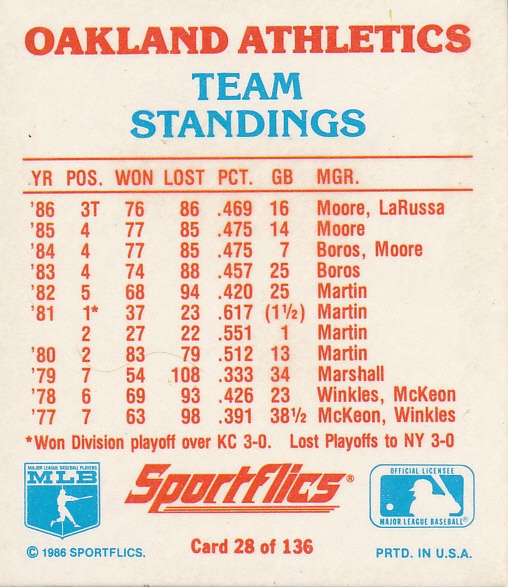 OAKLAND ATHLETICS
TEAM
STANDINGS
YR POS. WON LOST PCT. GB MGR.
'86 3T 76 86 .469 16 Moore, LaRussa
'85 4 77 85 .475 14 Moore
'84 4 77 85 .475 7 Boros, Moore
'83 4 74 88 .457 25 Boros
'82 5 68 94 .420 25 Martin
'81 1* 37 23 .617 (1½) Martin
2 27 22 .551 1 Martin
'80 2 83 79 .512 13 Martin
'79 7 54 108 .333 34 Marshall
'78 6 69 93 .426 23 Winkles, McKeon
'77 7 63 98 .391 38½ McKeon, Winkles
*Won Division playoff over KC 3-0. Lost Playoffs to NY 3-0
MAJOR LEAGUE BASEBALL PLAYERS
MLB
Sportflics®
OFFICIAL LICENSEE
MAJOR LEAGUE BASEBALL®
© 1986 SPORTFLICS. Card 28 of 136 PRTD. IN U.S.A.